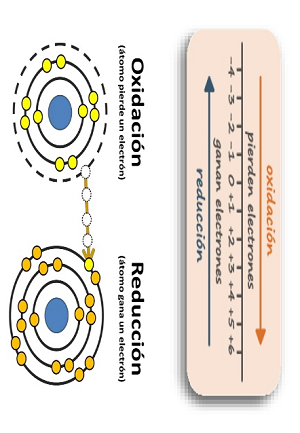 oxidación
pierden electrones
-4 -3 -2 -1 0 +1 +2 +3 +4 +5 +6
ganan electrones
reducción
Oxidación
(átomo pierde un electrón)
Reducción
(átomo gana un electrón)